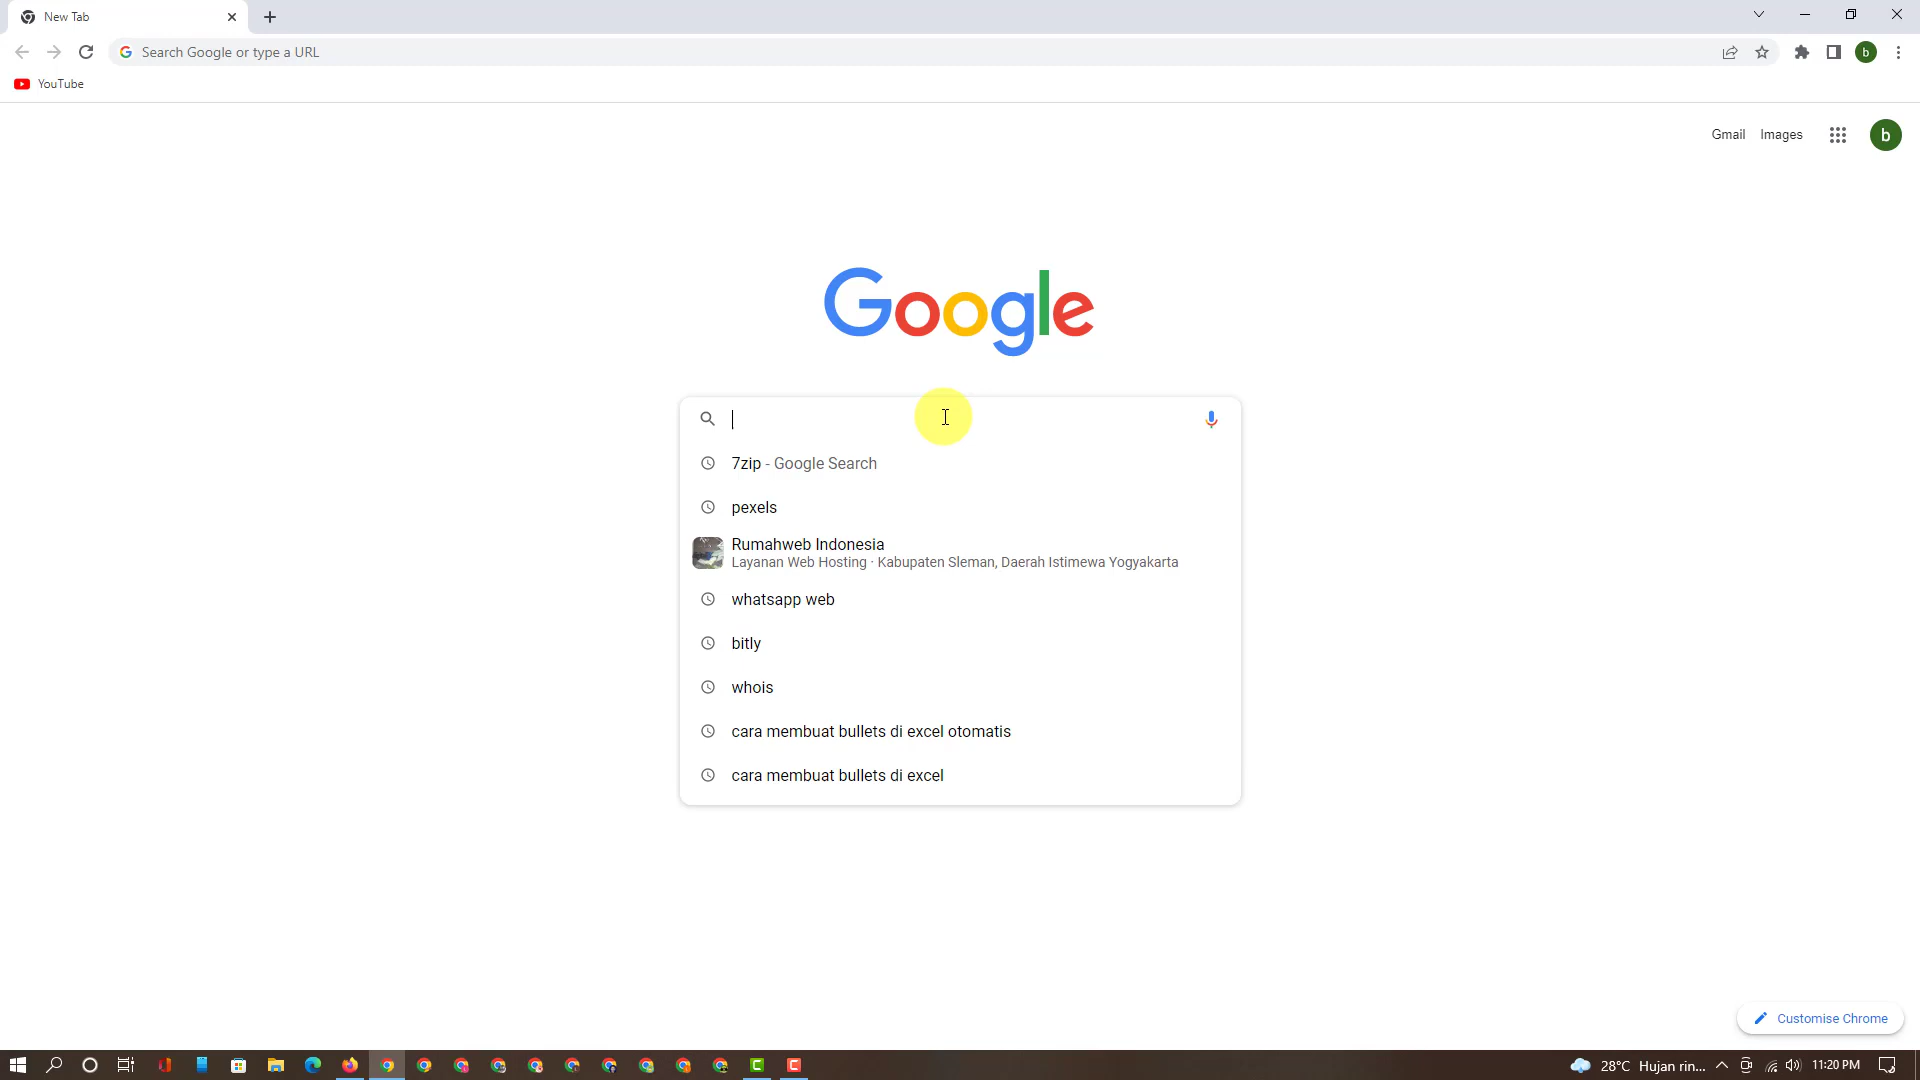 New Tab
Search Google or type a URL
b
YouTube
Gmail Images
b
Google
7zip - Google Search
pexels
Rumahweb Indonesia
Layanan Web Hosting · Kabupaten Sleman, Daerah Istimewa Yogyakarta
whatsapp web
bitly
whois
cara membuat bullets di excel otomatis
cara membuat bullets di excel
Customise Chrome
28°C Hujan rin... 11:20 PM